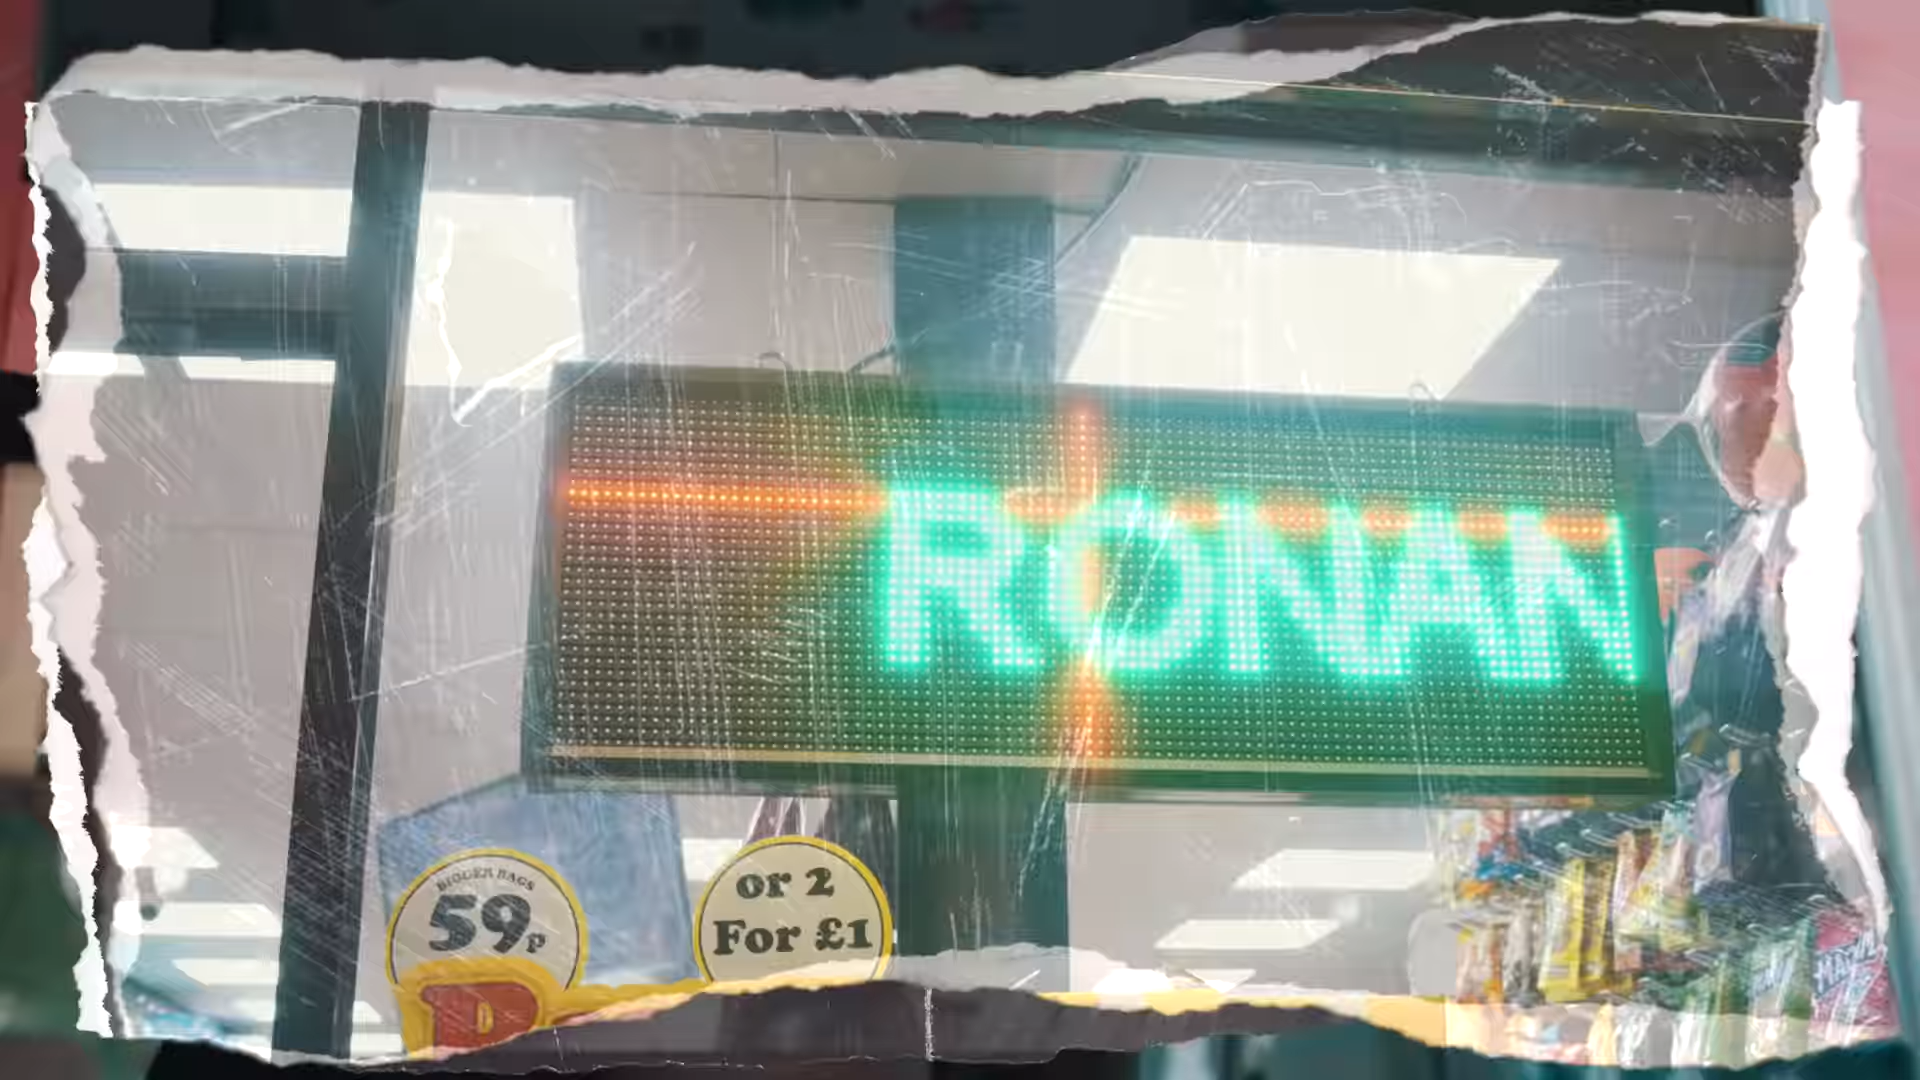 RONAN
BIGGER BAGS
59p
or 2
For £1